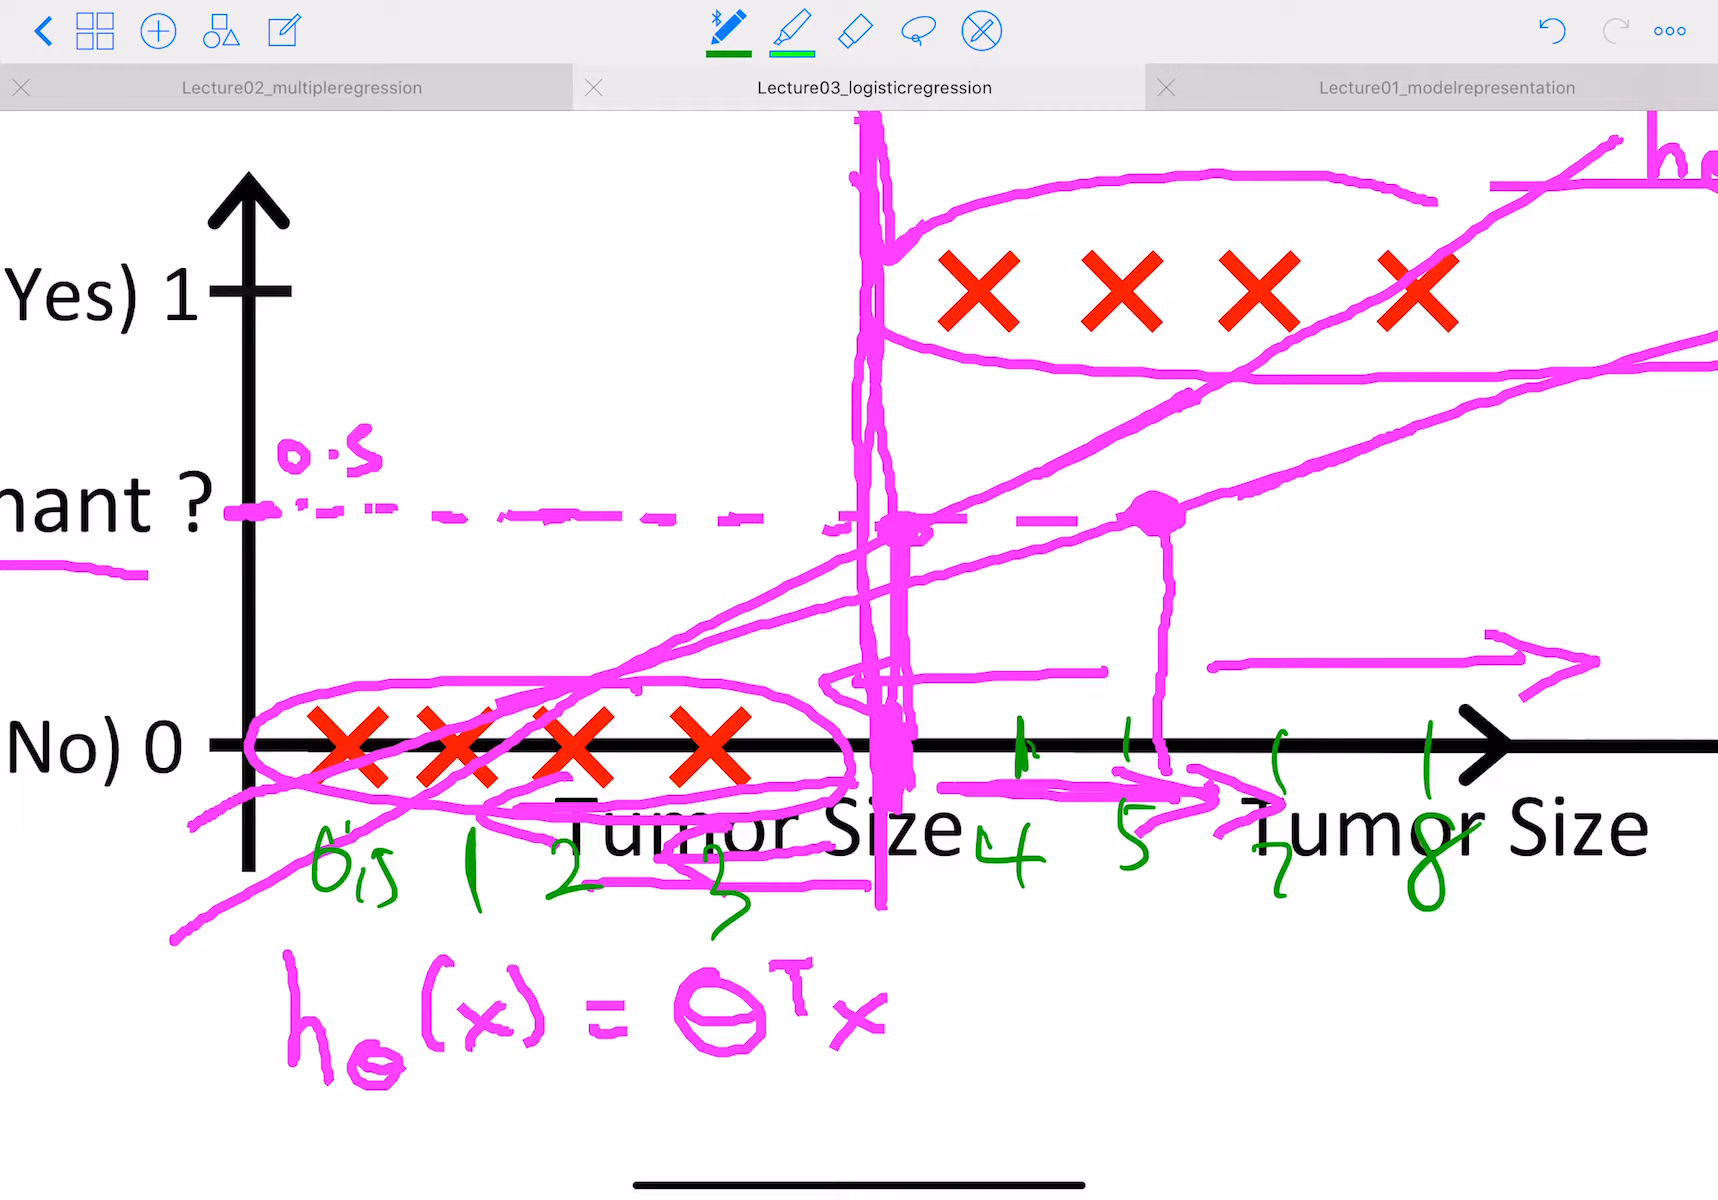 Lecture02_multipleregression
Lecture03_logisticregression
Lecture01_modelrepresentation
Yes) 1
0.5
nant ?
No) 0
Tumor Size
Tumor Size
0.5 1 2 3 4 5 7 8
hθ(x) = θᵀx